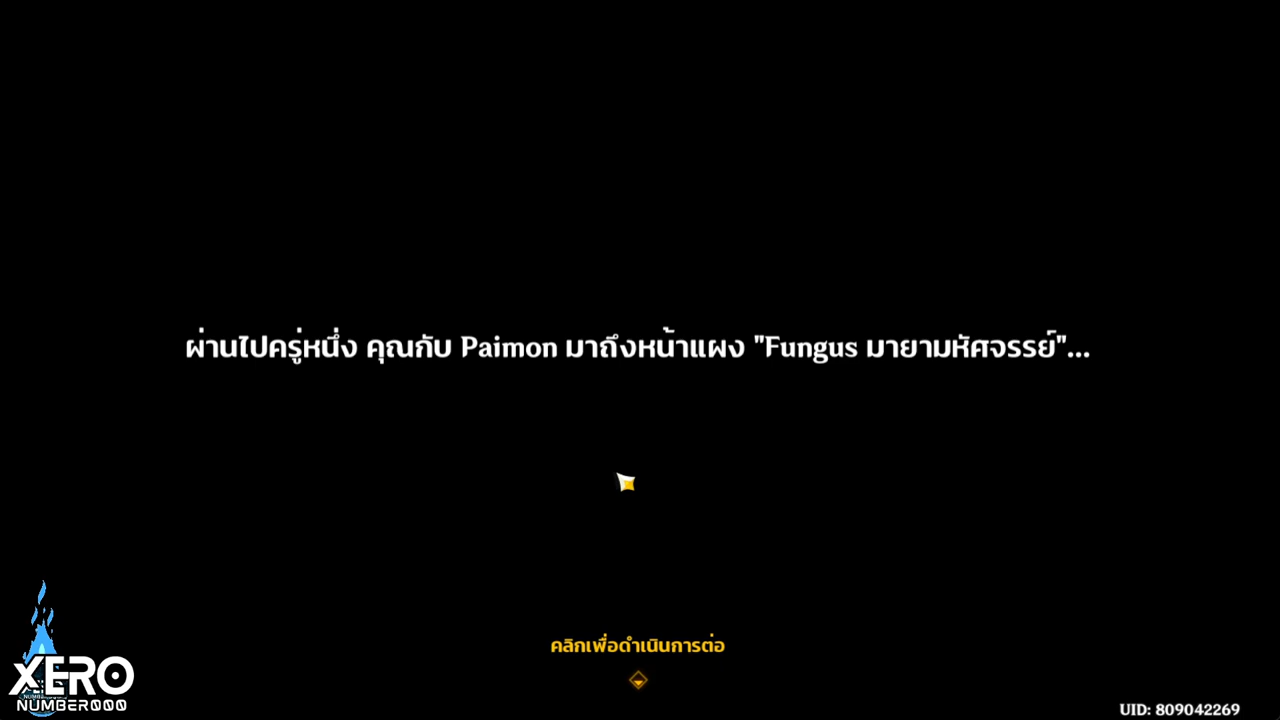 ผ่านไปครู่หนึ่ง คุณกับ Paimon มาถึงหน้าแผง "Fungus มายามหัศจรรย์"...
คลิกเพื่อดำเนินการต่อ
XERO
NUMBER000
UID: 809042269